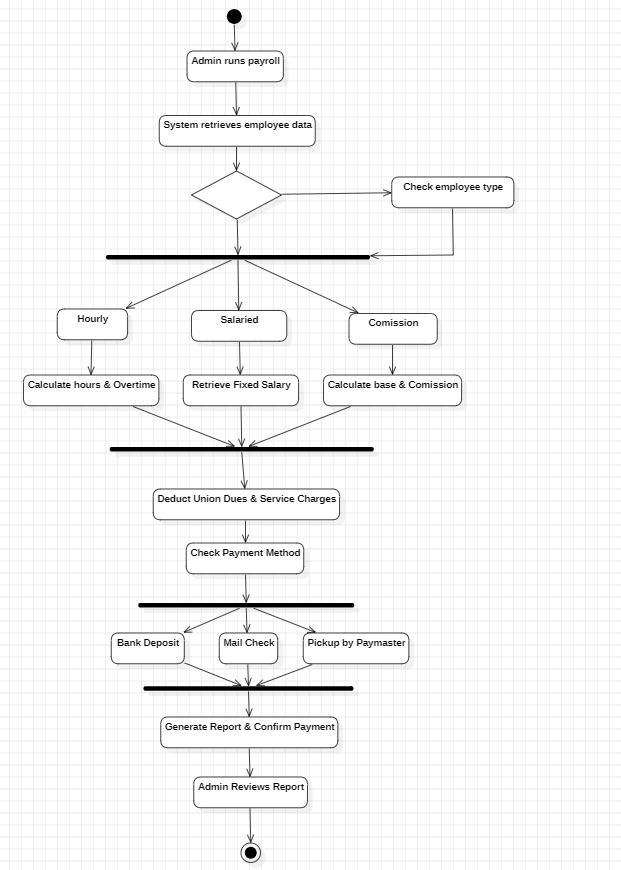 Admin runs payroll
System retrieves employee data
Check employee type
Hourly
Salaried
Comission
Calculate hours & Overtime
Retrieve Fixed Salary
Calculate base & Comission
Deduct Union Dues & Service Charges
Check Payment Method
Bank Deposit
Mail Check
Pickup by Paymaster
Generate Report & Confirm Payment
Admin Reviews Report